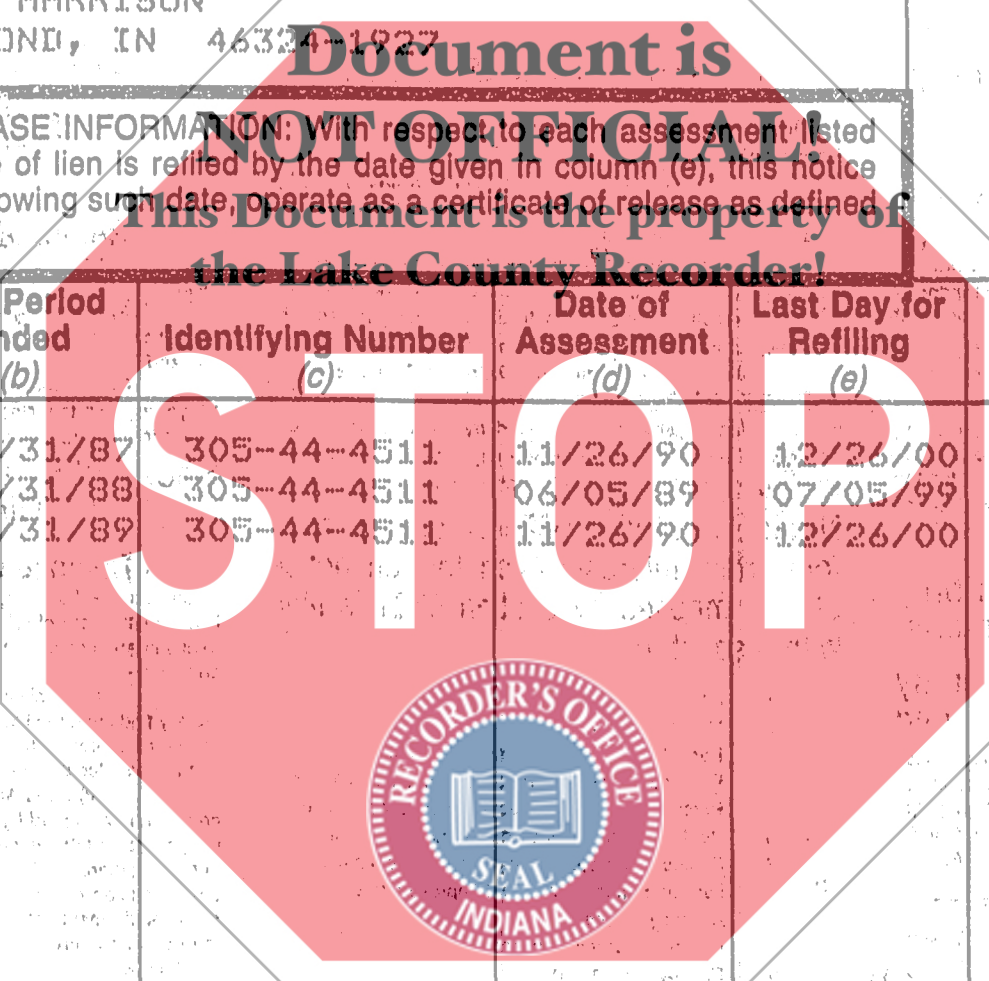 HARRISON
OND, IN 46324-1927
Document is
NOT OFFICIAL!
This Document is the property of
the Lake County Recorder!
ASE INFORMATION: With respect to each assessment listed
of lien is refiled by the date given in column (e), this notice
owing such date, operate as a certificate of release as defined
Period
nded
(b)
Identifying Number
(c)
Date of
Assessment
(d)
Last Day for
Refiling
(e)
/31/87 305-44-4511 11/26/90 12/26/00
/31/88 305-44-4511 06/05/89 07/05/99
/31/89 305-44-4511 11/26/90 12/26/00
STOP
RECORDER'S OFFICE
SEAL
INDIANA